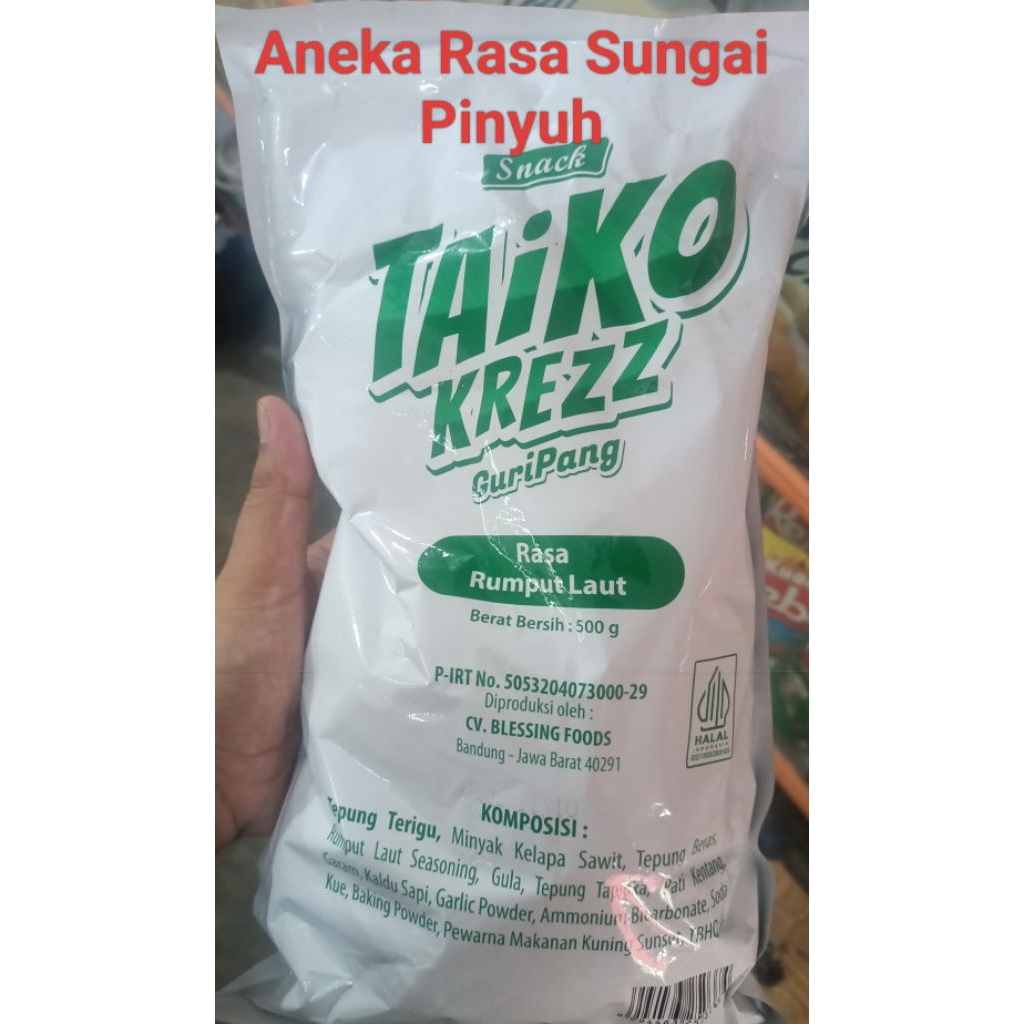 Aneka Rasa Sungai
Pinyuh
Snack
TAiKO
KREZZ
GuriPang
Rasa
Rumput Laut
Berat Bersih : 500 g
P-IRT No. 5053204073000-29
Diproduksi oleh :
CV. BLESSING FOODS
Bandung - Jawa Barat 40291
HALAL
INDONESIA
KOMPOSISI :
Tepung Terigu, Minyak Kelapa Sawit, Tepung Beras,
Rumput Laut Seasoning, Gula, Tepung Tapioka, Pati Kentang,
Garam, Kaldu Sapi, Garlic Powder, Ammonium Bicarbonate, Soda
Kue, Baking Powder, Pewarna Makanan Kuning Sunset, TBHQ